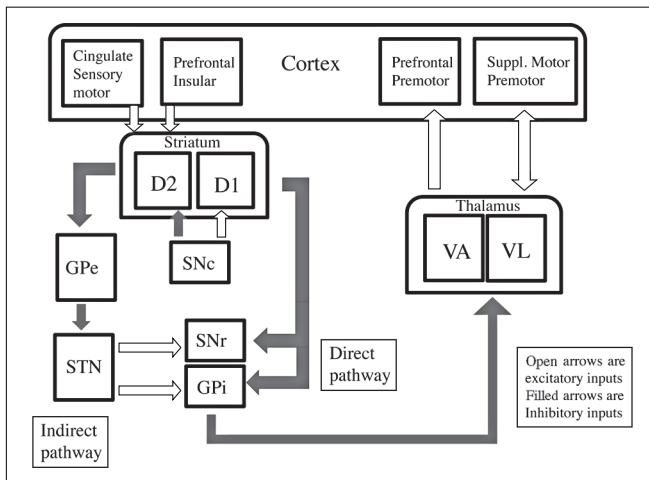 Cingulate
Sensory
motor
Prefrontal
Insular
Cortex
Prefrontal
Premotor
Suppl. Motor
Premotor
Striatum
D2
D1
Thalamus
VA
VL
GPe
SNc
STN
SNr
GPi
Direct
pathway
Open arrows are
excitatory inputs
Filled arrows are
Inhibitory inputs
Indirect
pathway